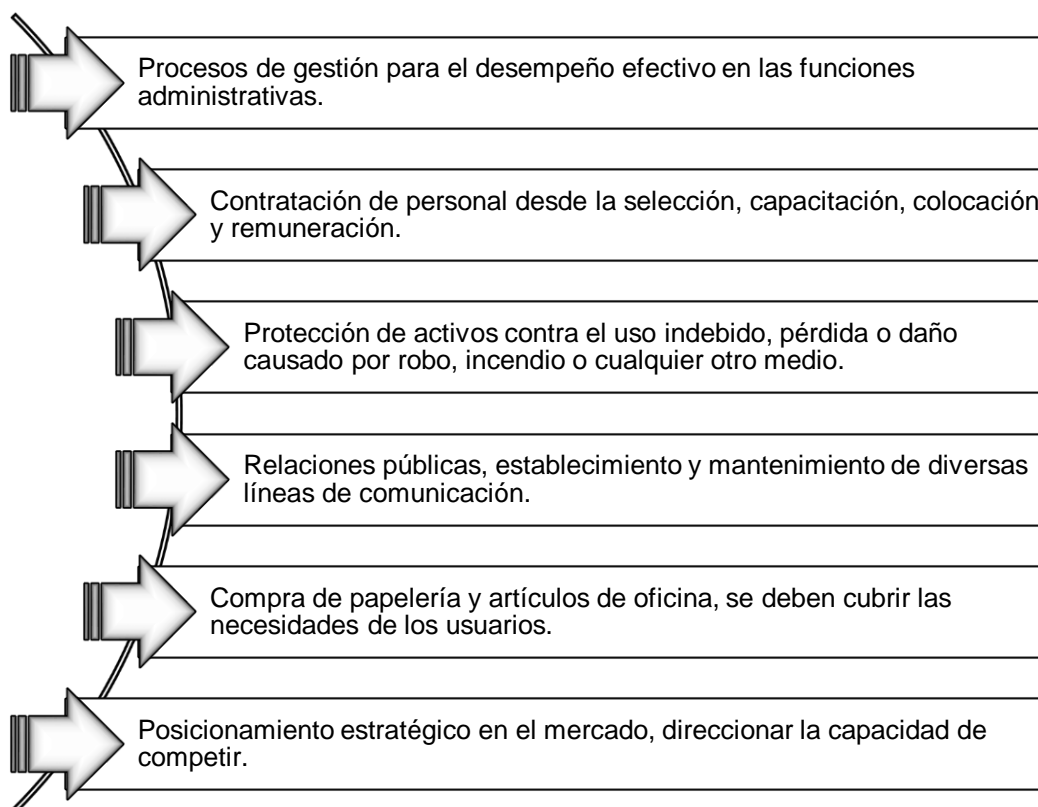 Procesos de gestión para el desempeño efectivo en las funciones
administrativas.
Contratación de personal desde la selección, capacitación, colocación
y remuneración.
Protección de activos contra el uso indebido, pérdida o daño
causado por robo, incendio o cualquier otro medio.
Relaciones públicas, establecimiento y mantenimiento de diversas
líneas de comunicación.
Compra de papelería y artículos de oficina, se deben cubrir las
necesidades de los usuarios.
Posicionamiento estratégico en el mercado, direccionar la capacidad de
competir.